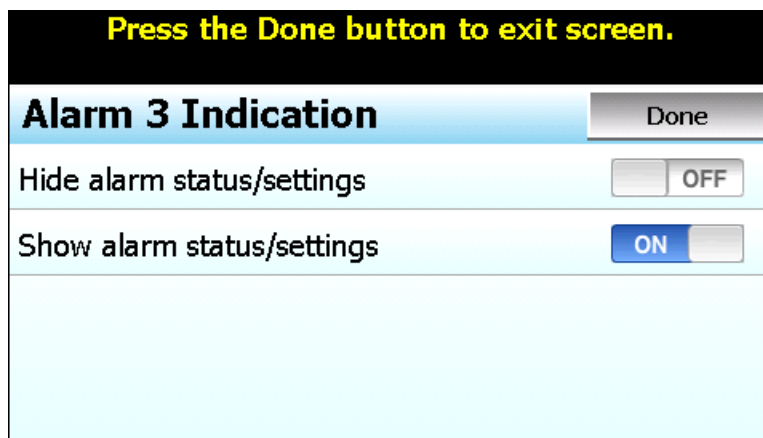 Press the Done button to exit screen.
Alarm 3 Indication
Done
Hide alarm status/settings
OFF
Show alarm status/settings
ON